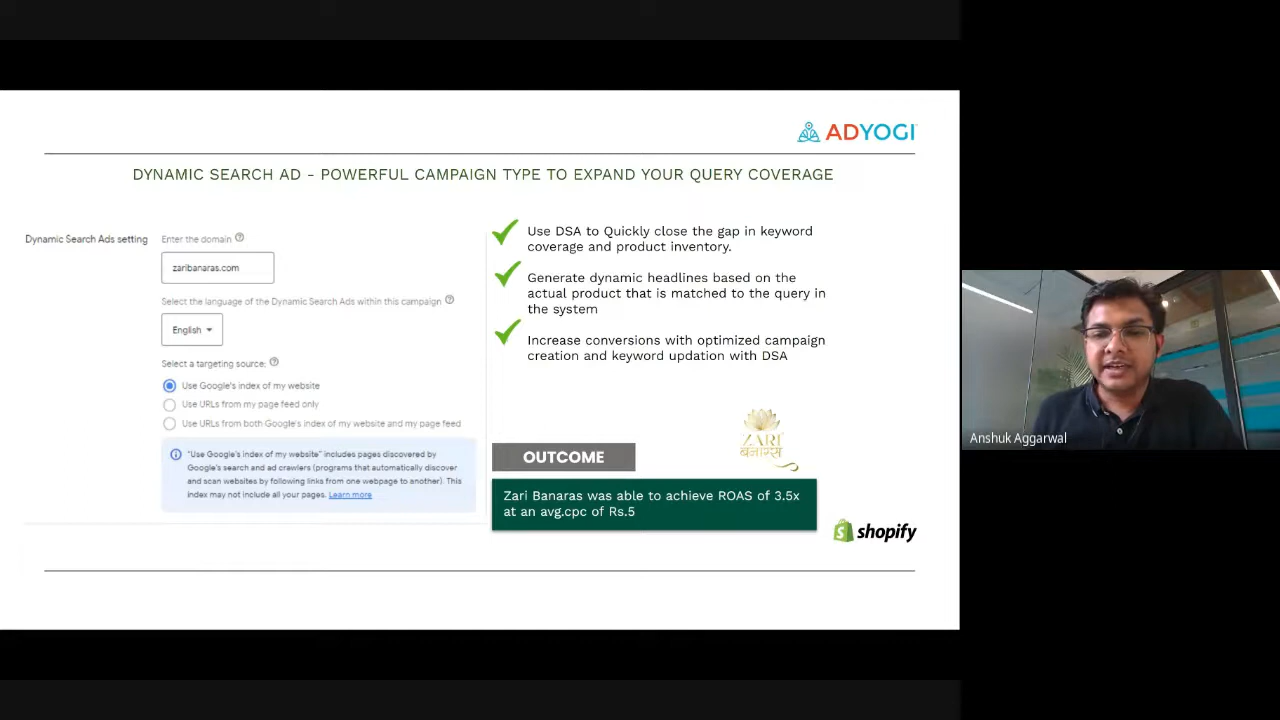 ADYOGI
DYNAMIC SEARCH AD - POWERFUL CAMPAIGN TYPE TO EXPAND YOUR QUERY COVERAGE
Dynamic Search Ads setting
Enter the domain
zaribanaras.com
Select the language of the Dynamic Search Ads within this campaign
English
Select a targeting source:
Use Google's index of my website
Use URLs from my page feed only
Use URLs from both Google's index of my website and my page feed
"Use Google's index of my website" includes pages discovered by
Google's search and ad crawlers (programs that automatically discover
and scan websites by following links from one webpage to another). This
index may not include all your pages. Learn more
Use DSA to Quickly close the gap in keyword
coverage and product inventory.
Generate dynamic headlines based on the
actual product that is matched to the query in
the system
Increase conversions with optimized campaign
creation and keyword updation with DSA
ZARI
बनारस
OUTCOME
Zari Banaras was able to achieve ROAS of 3.5x
at an avg.cpc of Rs.5
shopify
Anshuk Aggarwal